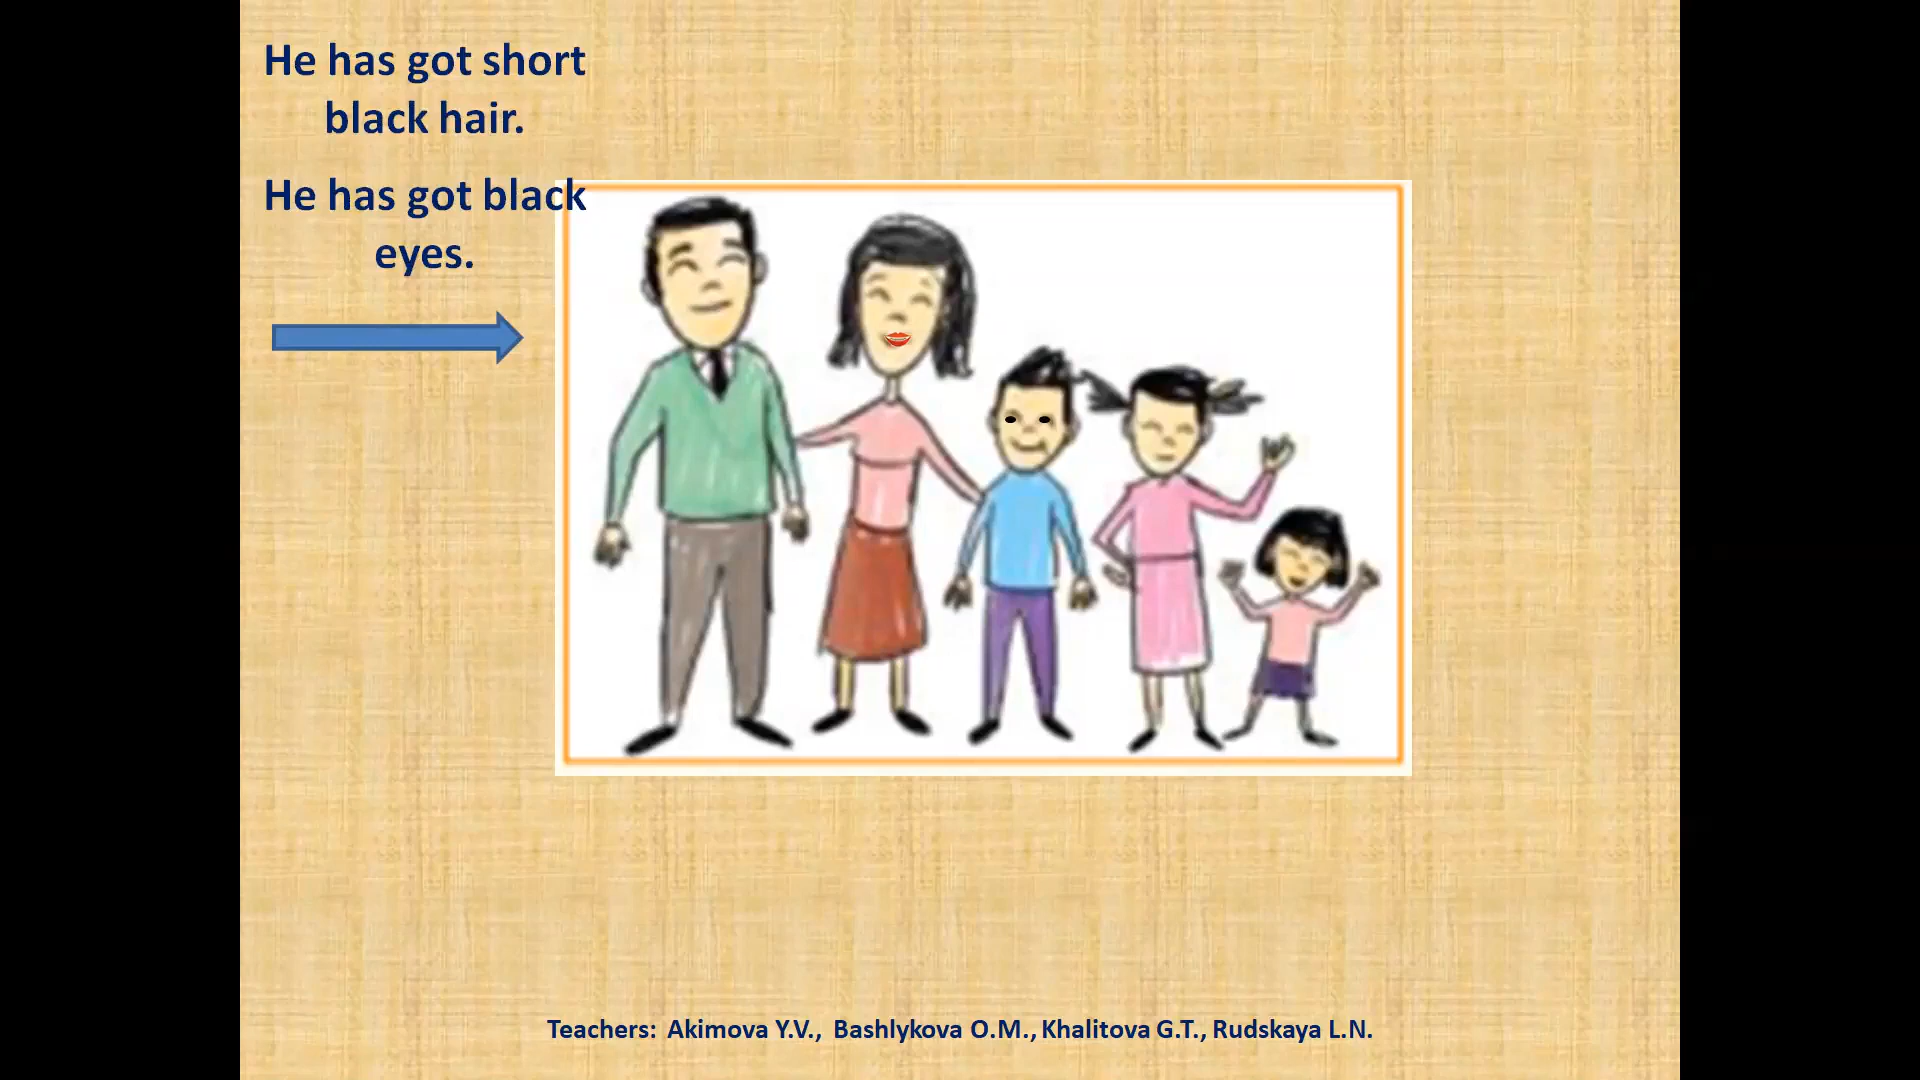 He has got short
black hair.
He has got black
eyes.
Teachers: Akimova Y.V., Bashlykova O.M., Khalitova G.T., Rudskaya L.N.